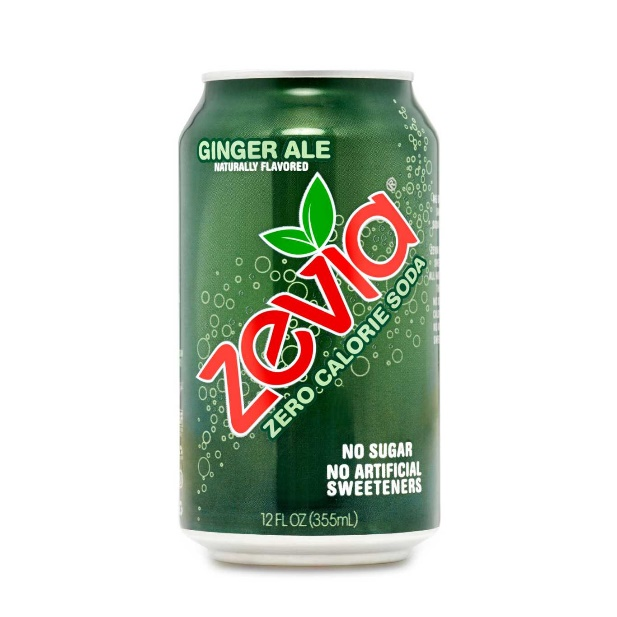 GINGER ALE
NATURALLY FLAVORED
zevia®
ZERO CALORIE SODA
NO SUGAR
NO ARTIFICIAL
SWEETENERS
12 FL OZ (355mL)